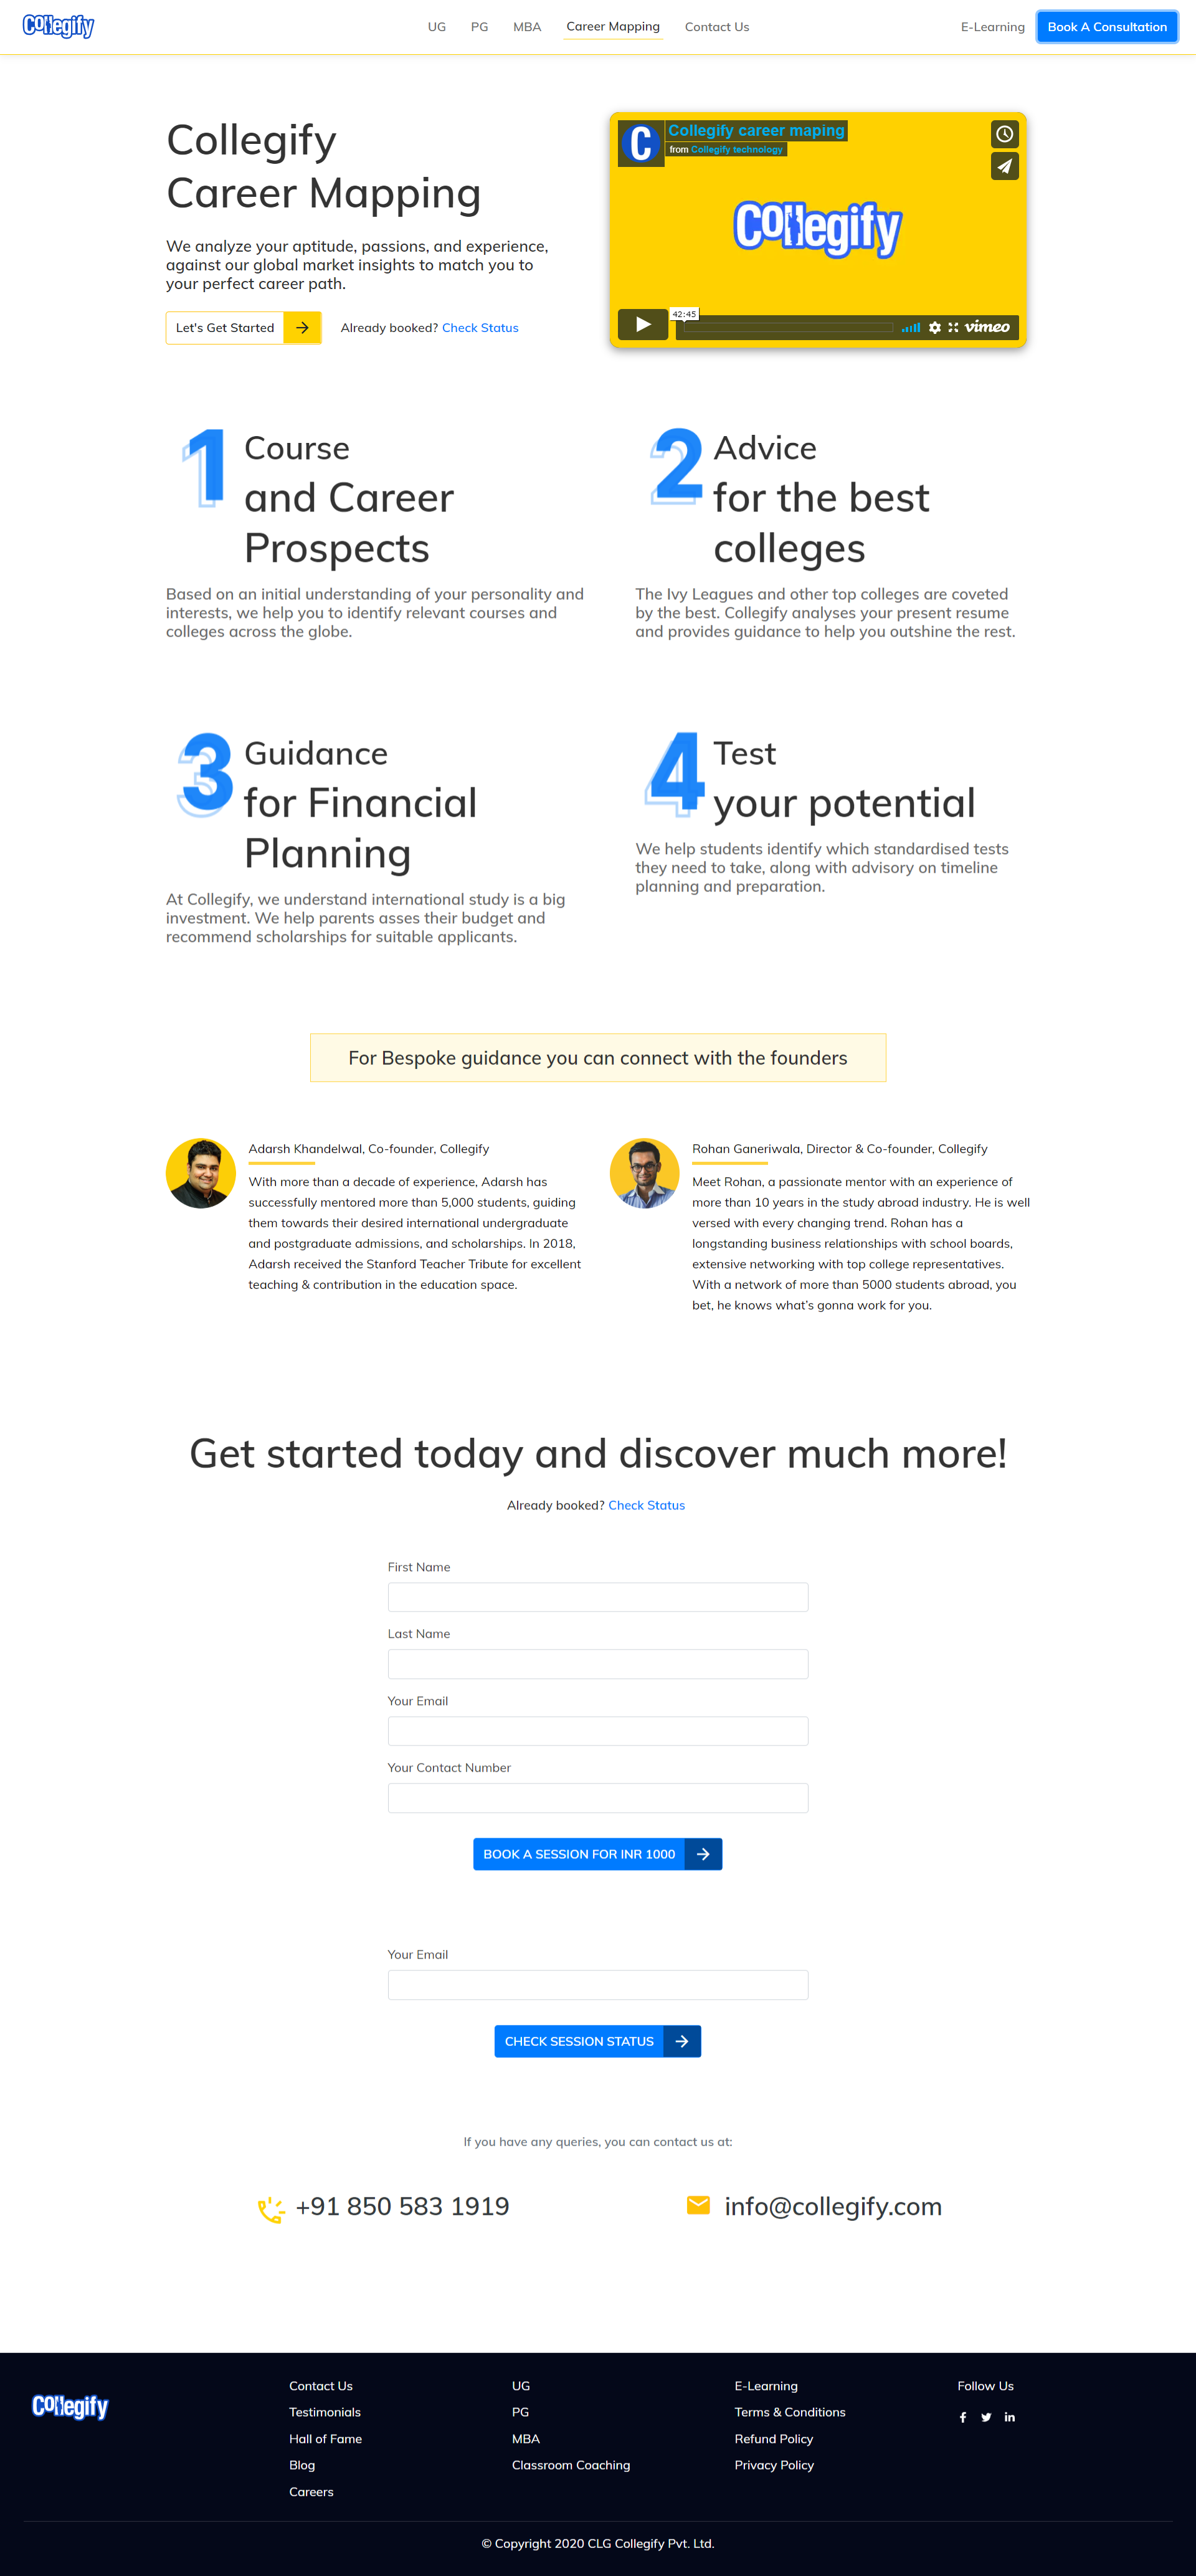 Collegify
UG
PG
MBA
Career Mapping
Contact Us
E-Learning
Book A Consultation
Collegify
Career Mapping
We analyze your aptitude, passions, and experience,
against our global market insights to match you to
your perfect career path.
Let's Get Started
Already booked? Check Status
C
Collegify career maping
from Collegify technology
Collegify
42:45
vimeo
1
Course
and Career
Prospects
Based on an initial understanding of your personality and
interests, we help you to identify relevant courses and
colleges across the globe.
2
Advice
for the best
colleges
The Ivy Leagues and other top colleges are coveted
by the best. Collegify analyses your present resume
and provides guidance to help you outshine the rest.
3
Guidance
for Financial
Planning
At Collegify, we understand international study is a big
investment. We help parents asses their budget and
recommend scholarships for suitable applicants.
4
Test
your potential
We help students identify which standardised tests
they need to take, along with advisory on timeline
planning and preparation.
For Bespoke guidance you can connect with the founders
Adarsh Khandelwal, Co-founder, Collegify
With more than a decade of experience, Adarsh has
successfully mentored more than 5,000 students, guiding
them towards their desired international undergraduate
and postgraduate admissions, and scholarships. In 2018,
Adarsh received the Stanford Teacher Tribute for excellent
teaching & contribution in the education space.
Rohan Ganeriwala, Director & Co-founder, Collegify
Meet Rohan, a passionate mentor with an experience of
more than 10 years in the study abroad industry. He is well
versed with every changing trend. Rohan has a
longstanding business relationships with school boards,
extensive networking with top college representatives.
With a network of more than 5000 students abroad, you
bet, he knows what's gonna work for you.
Get started today and discover much more!
Already booked? Check Status
First Name
Last Name
Your Email
Your Contact Number
BOOK A SESSION FOR INR 1000
Your Email
CHECK SESSION STATUS
If you have any queries, you can contact us at:
+91 850 583 1919
info@collegify.com
Collegify
Contact Us
Testimonials
Hall of Fame
Blog
Careers
UG
PG
MBA
Classroom Coaching
E-Learning
Terms & Conditions
Refund Policy
Privacy Policy
Follow Us
© Copyright 2020 CLG Collegify Pvt. Ltd.